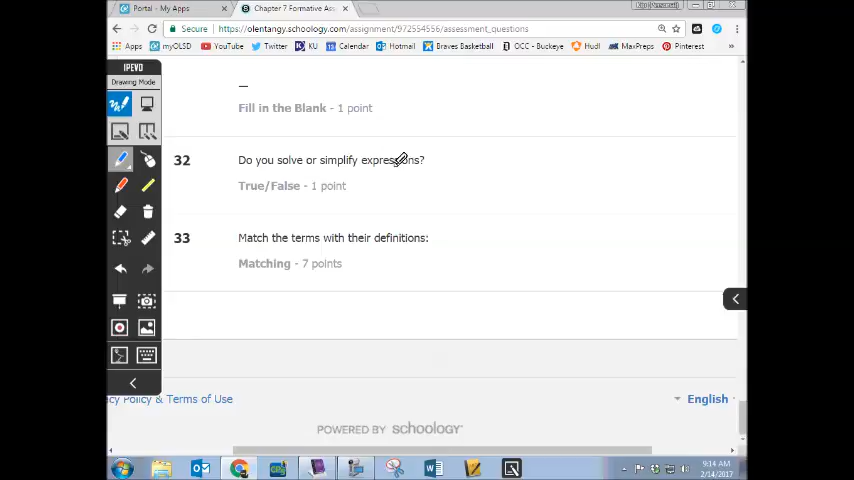 Portal - My Apps
Chapter 7 Formative Ass
Secure
https://olentangy.schoology.com/assignment/972554556/assessment_questions
Apps
myOLSD
YouTube
Twitter
KU
Calendar
Hotmail
Braves Basketball
OCC - Buckeye
Hudl
MaxPreps
Pinterest
»
IPEVO
Drawing Mode
Fill in the Blank - 1 point
32
Do you solve or simplify expressions?
True/False - 1 point
33
Match the terms with their definitions:
Matching - 7 points
cy Policy & Terms of Use
English
POWERED BY schoology
9:14 AM
2/14/2017